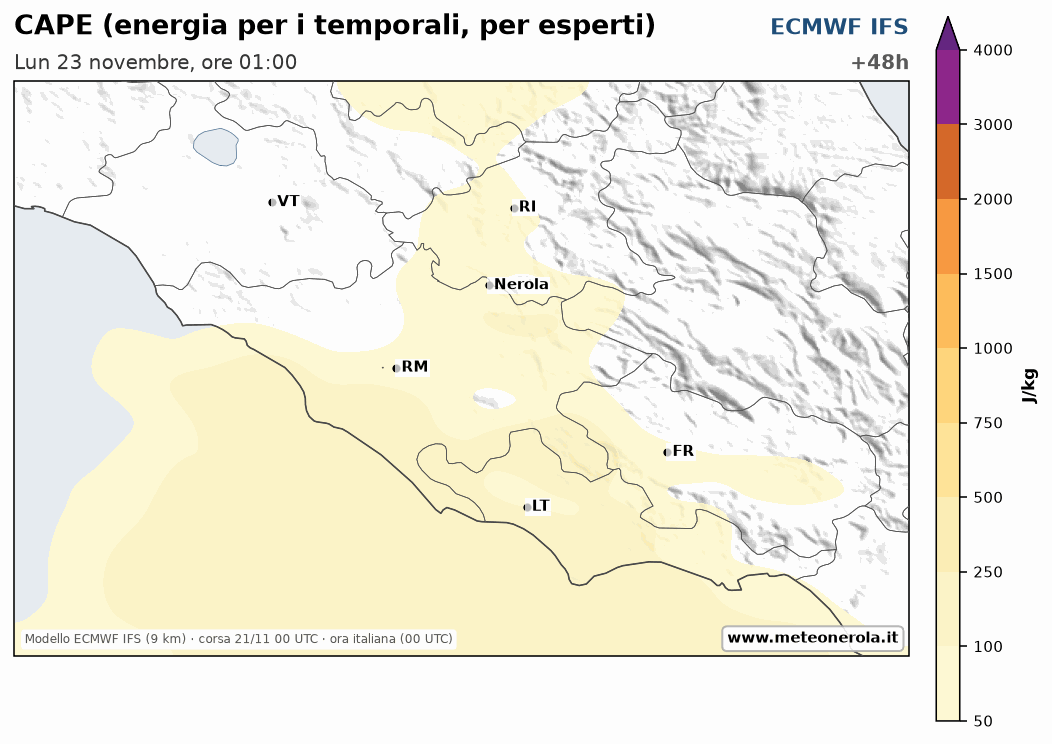 CAPE (energia per i temporali, per esperti)
ECMWF IFS
Lun 23 novembre, ore 01:00
+48h
VT
RI
Nerola
RM
FR
LT
Modello ECMWF IFS (9 km) · corsa 21/11 00 UTC · ora italiana (00 UTC)
www.meteonerola.it
4000
3000
2000
1500
1000
750
500
250
100
50
J/kg